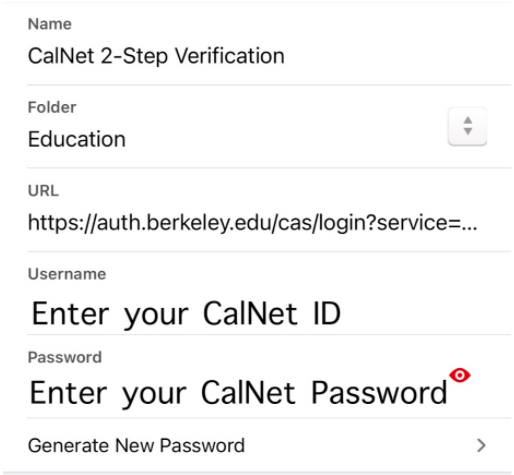 Name
CalNet 2-Step Verification
Folder
Education
URL
https://auth.berkeley.edu/cas/login?service=...
Username
Enter your CalNet ID
Password
Enter your CalNet Password
Generate New Password